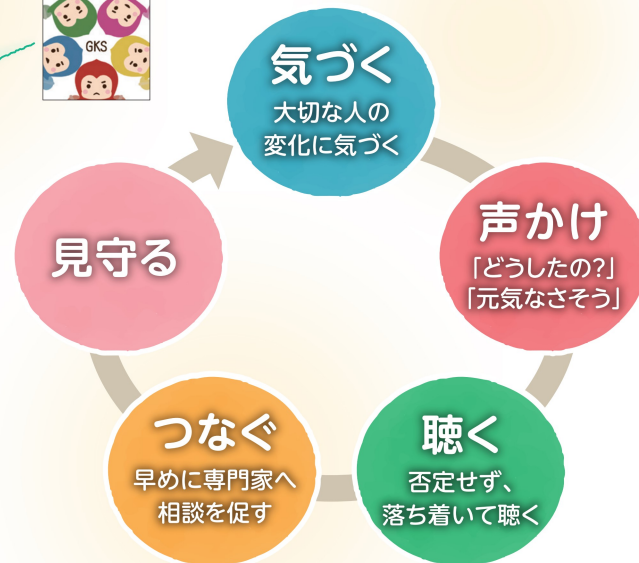 GKS
気づく
大切な人の
変化に気づく
声かけ
「どうしたの?」
「元気なさそう」
聴く
否定せず、
落ち着いて聴く
つなぐ
早めに専門家へ
相談を促す
見守る